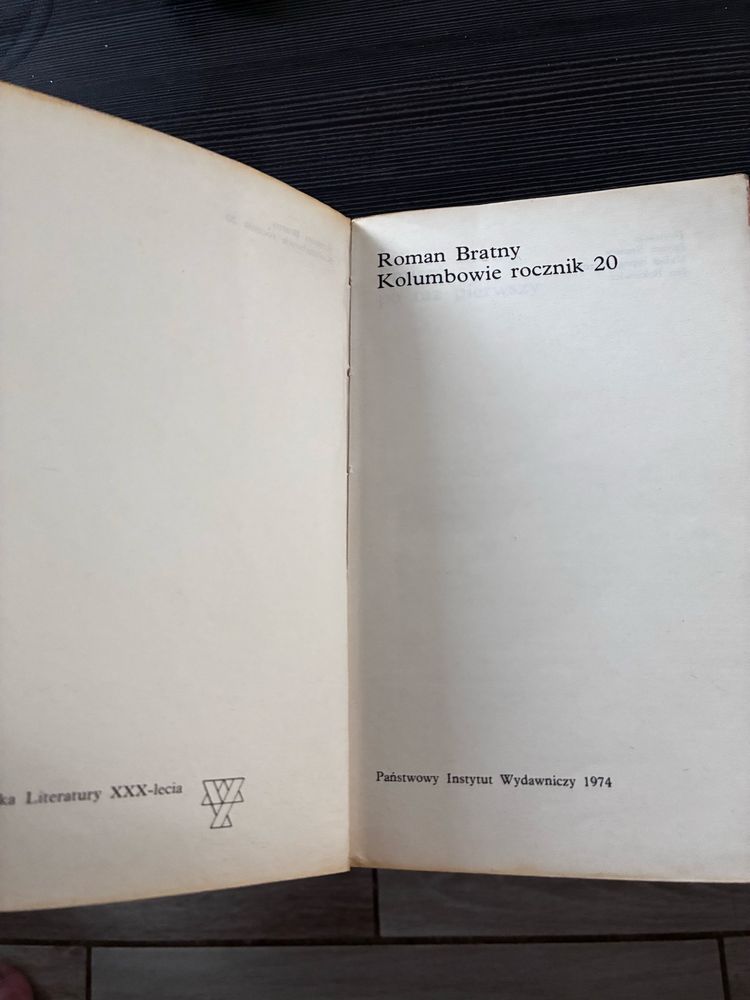 ka Literatury XXX-lecia
Roman Bratny
Kolumbowie rocznik 20
Państwowy Instytut Wydawniczy 1974